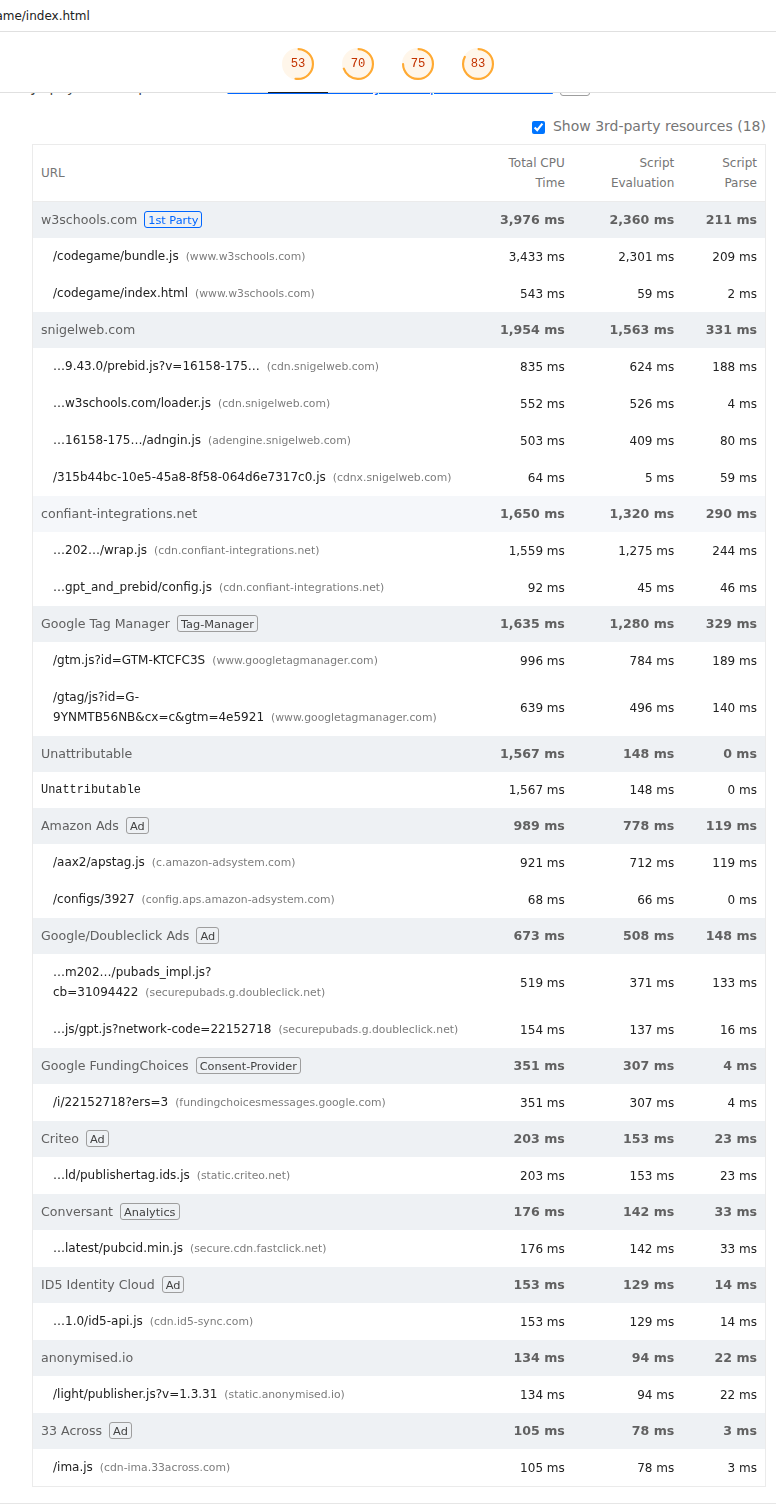 ame/index.html
53 70 75 83
Show 3rd-party resources (18)
URL Total CPU Time Script Evaluation Script Parse
w3schools.com 1st Party 3,976 ms 2,360 ms 211 ms
/codegame/bundle.js (www.w3schools.com) 3,433 ms 2,301 ms 209 ms
/codegame/index.html (www.w3schools.com) 543 ms 59 ms 2 ms
snigelweb.com 1,954 ms 1,563 ms 331 ms
…9.43.0/prebid.js?v=16158-175… (cdn.snigelweb.com) 835 ms 624 ms 188 ms
…w3schools.com/loader.js (cdn.snigelweb.com) 552 ms 526 ms 4 ms
…16158-175…/adngin.js (adengine.snigelweb.com) 503 ms 409 ms 80 ms
/315b44bc-10e5-45a8-8f58-064d6e7317c0.js (cdnx.snigelweb.com) 64 ms 5 ms 59 ms
confiant-integrations.net 1,650 ms 1,320 ms 290 ms
…202…/wrap.js (cdn.confiant-integrations.net) 1,559 ms 1,275 ms 244 ms
…gpt_and_prebid/config.js (cdn.confiant-integrations.net) 92 ms 45 ms 46 ms
Google Tag Manager Tag-Manager 1,635 ms 1,280 ms 329 ms
/gtm.js?id=GTM-KTCFC3S (www.googletagmanager.com) 996 ms 784 ms 189 ms
/gtag/js?id=G-
9YNMTB56NB&cx=c&gtm=4e5921 (www.googletagmanager.com) 639 ms 496 ms 140 ms
Unattributable 1,567 ms 148 ms 0 ms
Unattributable 1,567 ms 148 ms 0 ms
Amazon Ads Ad 989 ms 778 ms 119 ms
/aax2/apstag.js (c.amazon-adsystem.com) 921 ms 712 ms 119 ms
/configs/3927 (config.aps.amazon-adsystem.com) 68 ms 66 ms 0 ms
Google/Doubleclick Ads Ad 673 ms 508 ms 148 ms
…m202…/pubads_impl.js?
cb=31094422 (securepubads.g.doubleclick.net) 519 ms 371 ms 133 ms
…js/gpt.js?network-code=22152718 (securepubads.g.doubleclick.net) 154 ms 137 ms 16 ms
Google FundingChoices Consent-Provider 351 ms 307 ms 4 ms
/i/22152718?ers=3 (fundingchoicesmessages.google.com) 351 ms 307 ms 4 ms
Criteo Ad 203 ms 153 ms 23 ms
…ld/publishertag.ids.js (static.criteo.net) 203 ms 153 ms 23 ms
Conversant Analytics 176 ms 142 ms 33 ms
…latest/pubcid.min.js (secure.cdn.fastclick.net) 176 ms 142 ms 33 ms
ID5 Identity Cloud Ad 153 ms 129 ms 14 ms
…1.0/id5-api.js (cdn.id5-sync.com) 153 ms 129 ms 14 ms
anonymised.io 134 ms 94 ms 22 ms
/light/publisher.js?v=1.3.31 (static.anonymised.io) 134 ms 94 ms 22 ms
33 Across Ad 105 ms 78 ms 3 ms
/ima.js (cdn-ima.33across.com) 105 ms 78 ms 3 ms